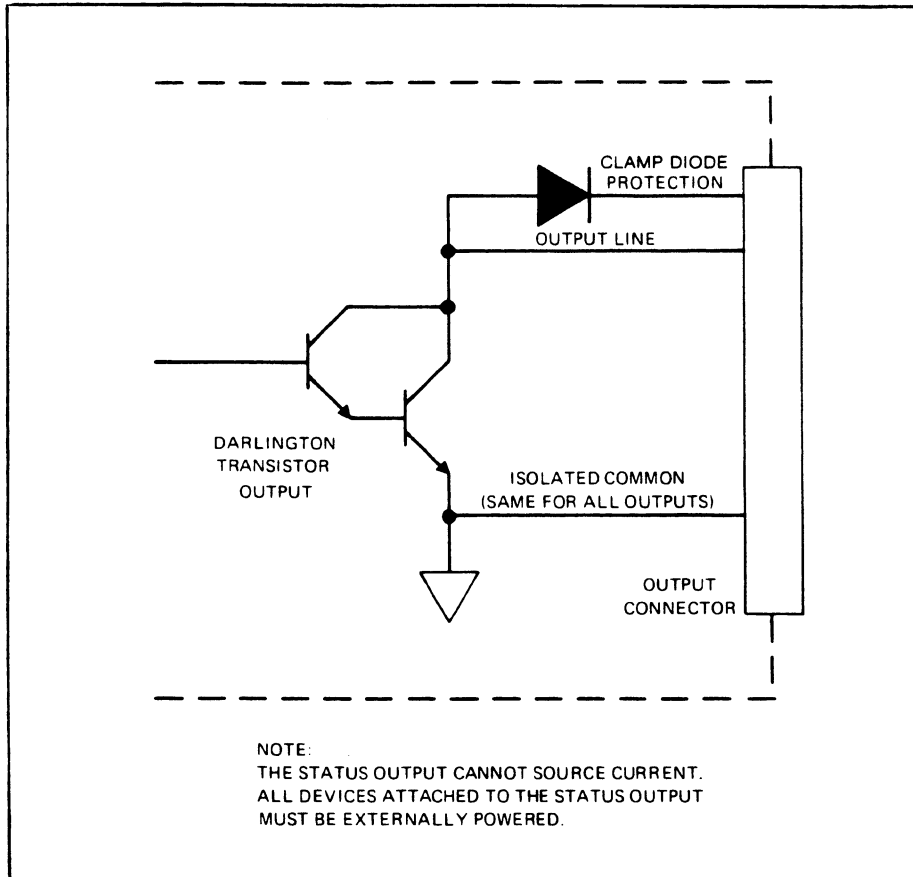 CLAMP DIODE
PROTECTION
OUTPUT LINE
DARLINGTON
TRANSISTOR
OUTPUT
ISOLATED COMMON
(SAME FOR ALL OUTPUTS)
OUTPUT
CONNECTOR
NOTE:
THE STATUS OUTPUT CANNOT SOURCE CURRENT.
ALL DEVICES ATTACHED TO THE STATUS OUTPUT
MUST BE EXTERNALLY POWERED.